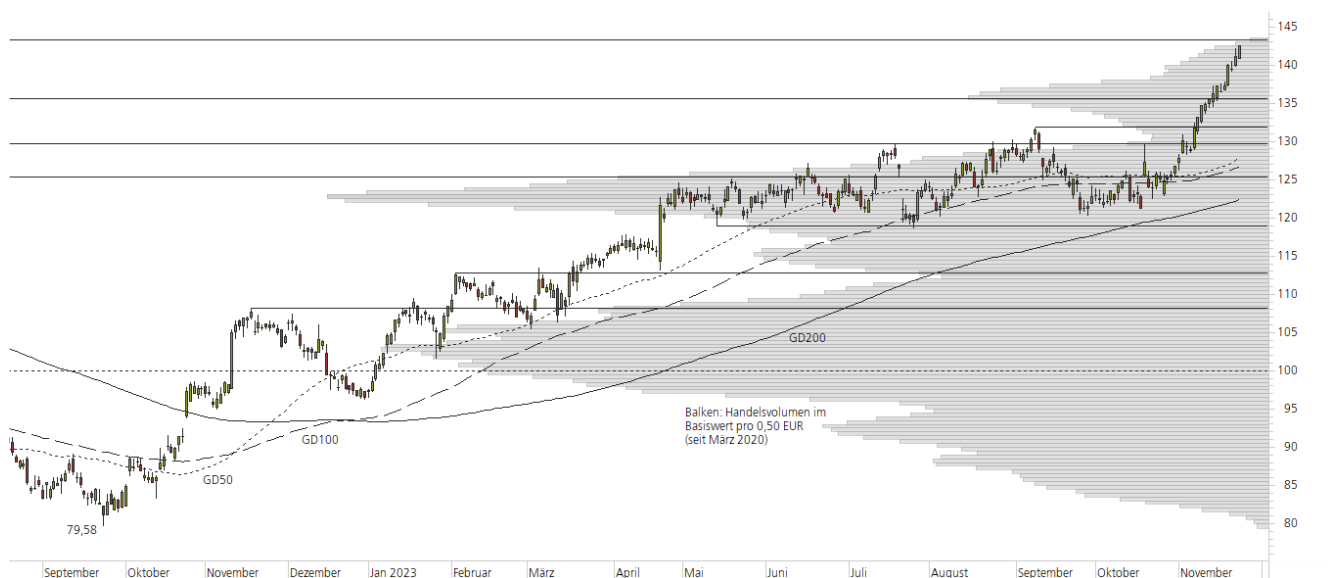 145
140
135
130
125
120
115
110
105
100
95
90
85
80
GD200
Balken: Handelsvolumen im
Basiswert pro 0,50 EUR
(seit März 2020)
GD100
GD50
79,58
September Oktober November Dezember Jan 2023 Februar März April Mai Juni Juli August September Oktober November